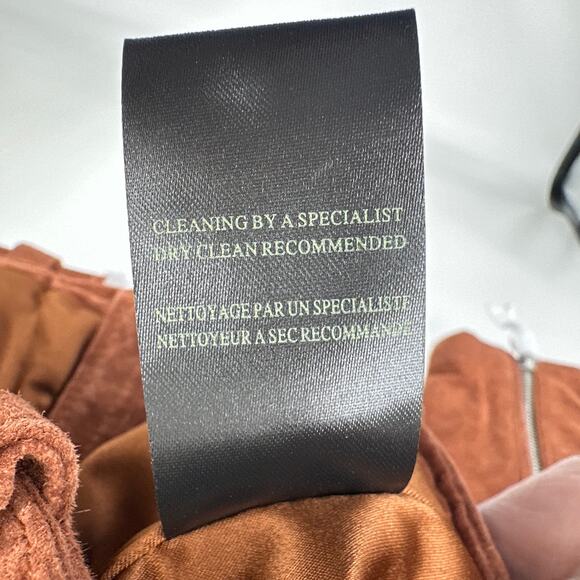 CLEANING BY A SPECIALIST
DRY CLEAN RECOMMENDED
NETTOYAGE PAR UN SPECIALISTE
NETTOYEUR A SEC RECOMMANDE